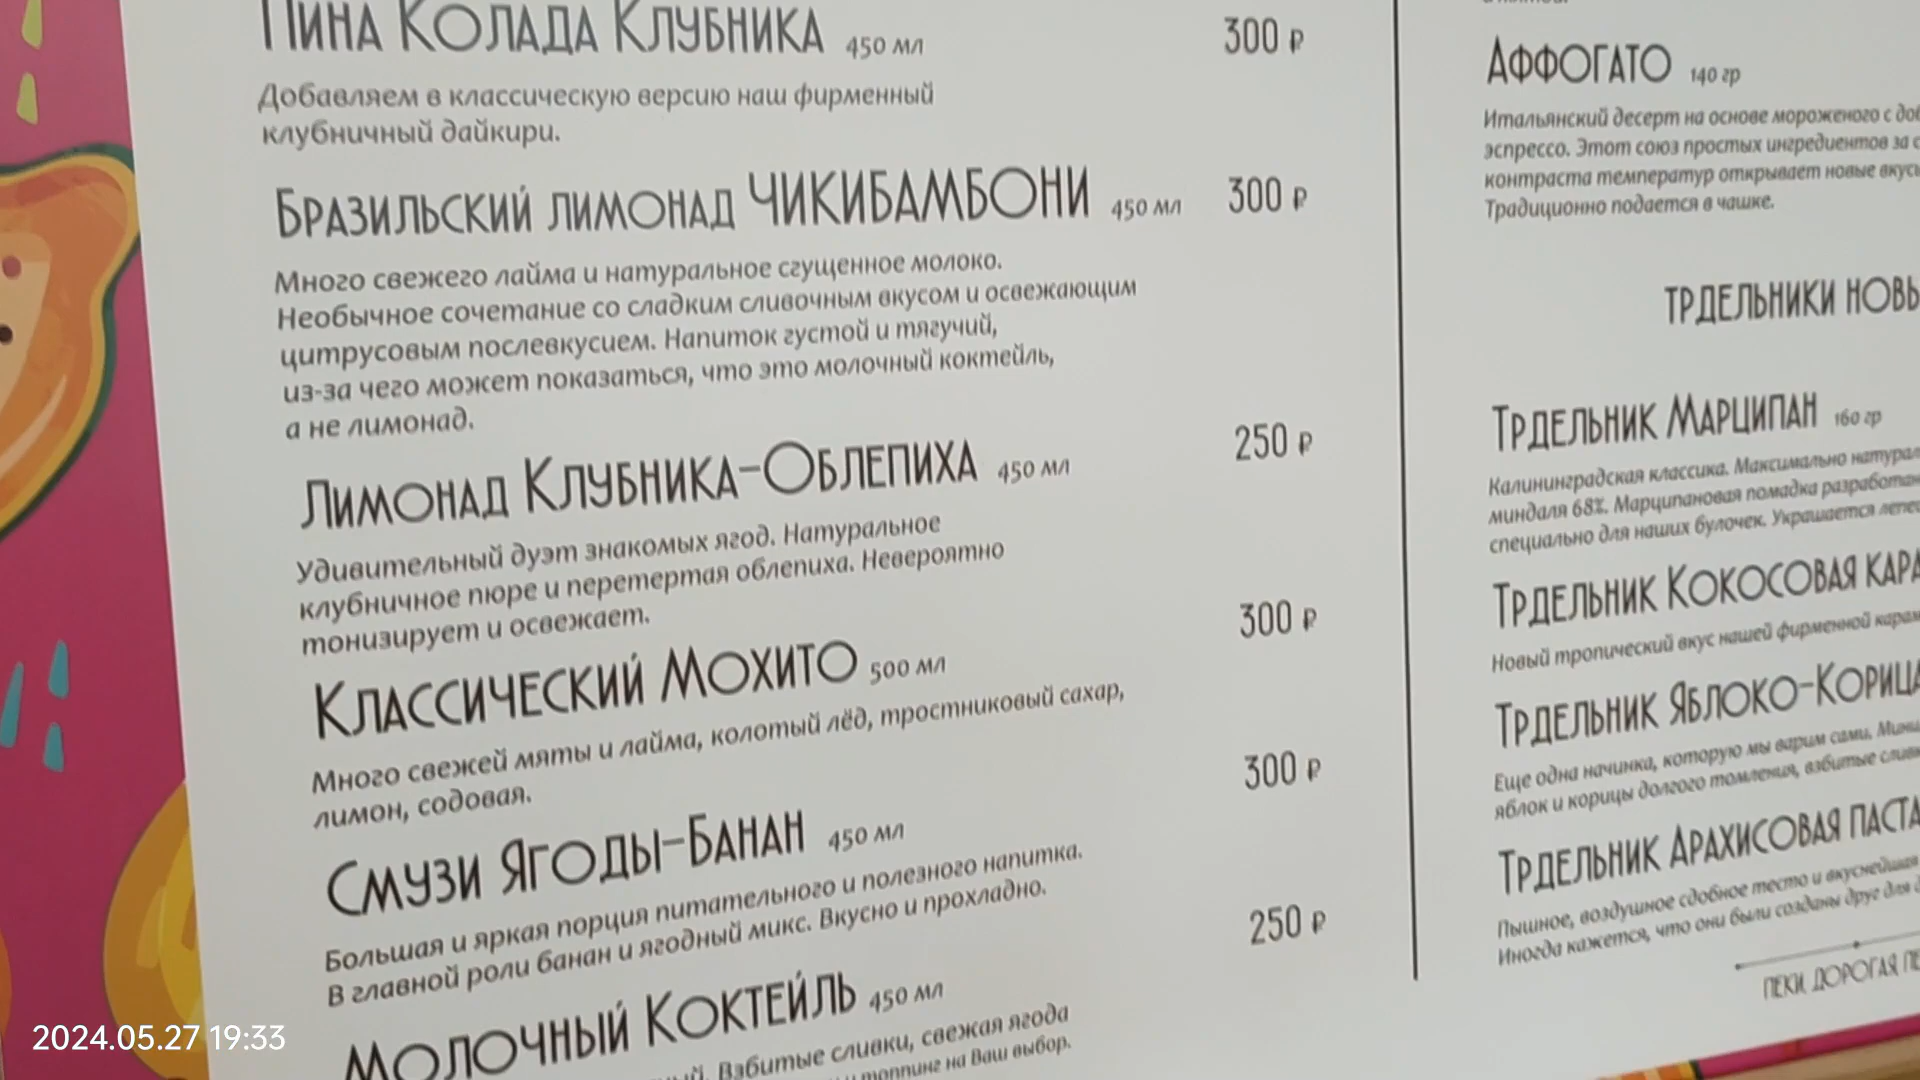 Пина Колада Клубника 450 мл 300 ₽
Добавляем в классическую версию наш фирменный
клубничный дайкири.
Бразильский лимонад ЧИКИБАМБОНИ 450 мл 300 ₽
Много свежего лайма и натуральное сгущенное молоко.
Необычное сочетание со сладким сливочным вкусом и освежающим
цитрусовым послевкусием. Напиток густой и тягучий,
из-за чего может показаться, что это молочный коктейль,
а не лимонад.
Лимонад Клубника-Облепиха 450 мл 250 ₽
Удивительный дуэт знакомых ягод. Натуральное
клубничное пюре и перетертая облепиха. Невероятно
тонизирует и освежает.
Классический Мохито 500 мл 300 ₽
Много свежей мяты и лайма, колотый лёд, тростниковый сахар,
лимон, содовая.
Смузи Ягоды-Банан 450 мл 300 ₽
Большая и яркая порция питательного и полезного напитка.
В главной роли банан и ягодный микс. Вкусно и прохладно.
Молочный Коктейль 450 мл 250 ₽
Взбитые сливки, свежая ягода
топпинг на Ваш выбор.
Аффогато 140 гр
Итальянский десерт на основе мороженого с
эспрессо. Этот союз простых ингредиентов за
контраста температур открывает новые
Традиционно подается в чашке.
ТРДЕЛЬНИКИ
Трдельник Марципан 160 гр
Калининградская классика. Максимально
миндаля 68%. Марципановая помадка
специально для наших булочек. Украшается
Трдельник Кокосовая
Новый тропический вкус нашей фирменной
Трдельник Яблоко-Корица
Еще одна начинка, которую мы варим сами.
яблок и корицы долгого томления, взбитые
Трдельник Арахисовая паста
Пышное, воздушное сдобное тесто и вкуснейшая
Иногда кажется, что они были созданы друг для
ПЕКИ, ДОРОГАЯ
2024.05.27 19:33